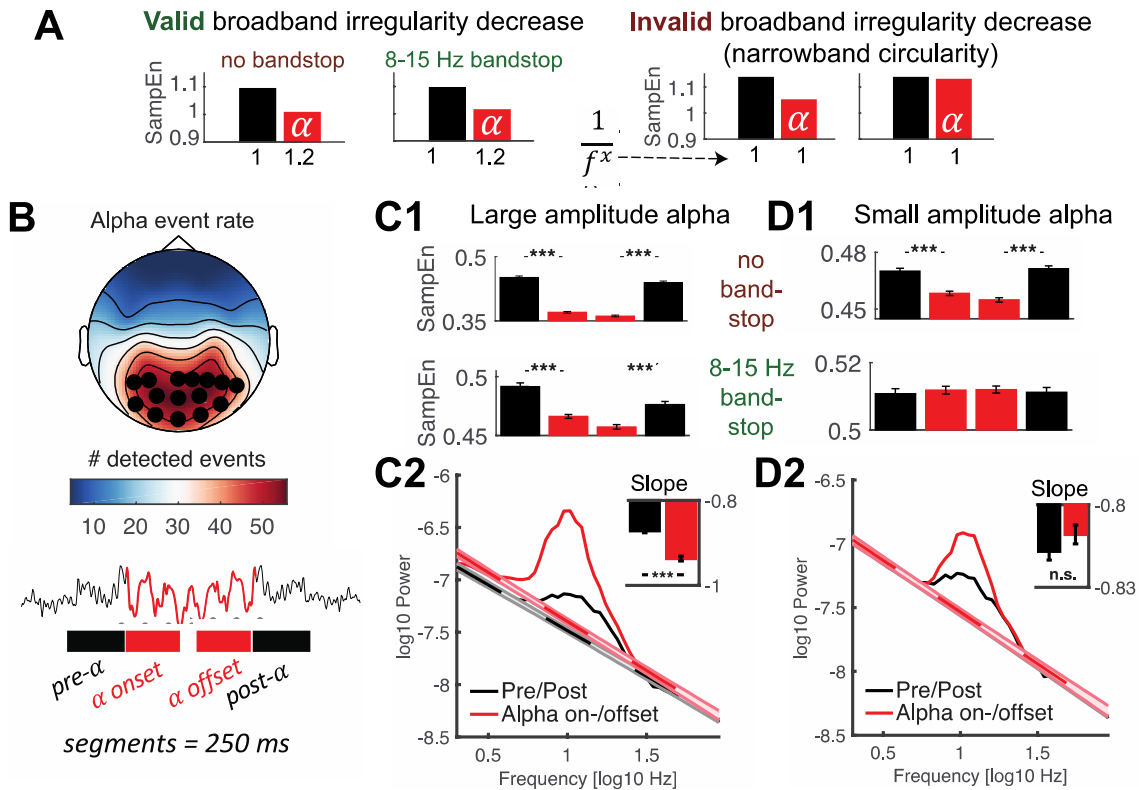 A
Valid broadband irregularity decrease
no bandstop
8-15 Hz bandstop
SampEn
1.1
1
0.9
α
1
1.2
α
1
1.2
1
f^x
Invalid broadband irregularity decrease
(narrowband circularity)
SampEn
1.1
1
0.9
α
1
1
α
1
1
B
Alpha event rate
# detected events
10
20
30
40
50
pre-α
α onset
α offset
post-α
segments = 250 ms
C1
Large amplitude alpha
SampEn
0.5
0.35
***
***
no
band-
stop
SampEn
0.5
0.45
***
***
8-15 Hz
band-
stop
D1
Small amplitude alpha
0.48
0.45
***
***
0.52
0.5
C2
-6
-6.5
-7
-7.5
-8
-8.5
log10 Power
Slope
-0.8
-1
***
Pre/Post
Alpha on-/offset
0.5
1
1.5
Frequency [log10 Hz]
D2
-6.5
-7
-7.5
-8
-8.5
log10 Power
Slope
-0.8
-0.83
n.s.
Pre/Post
Alpha on-/offset
0.5
1
1.5
Frequency [log10 Hz]